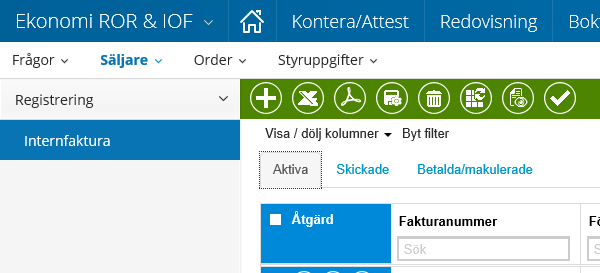 Ekonomi ROR & IOF Kontera/Attest Redovisning Bok
Frågor Säljare Order Styruppgifter
Registrering
Internfaktura
Visa / dölj kolumner Byt filter
Aktiva Skickade Betalda/makulerade
Åtgärd Fakturanummer
Sök